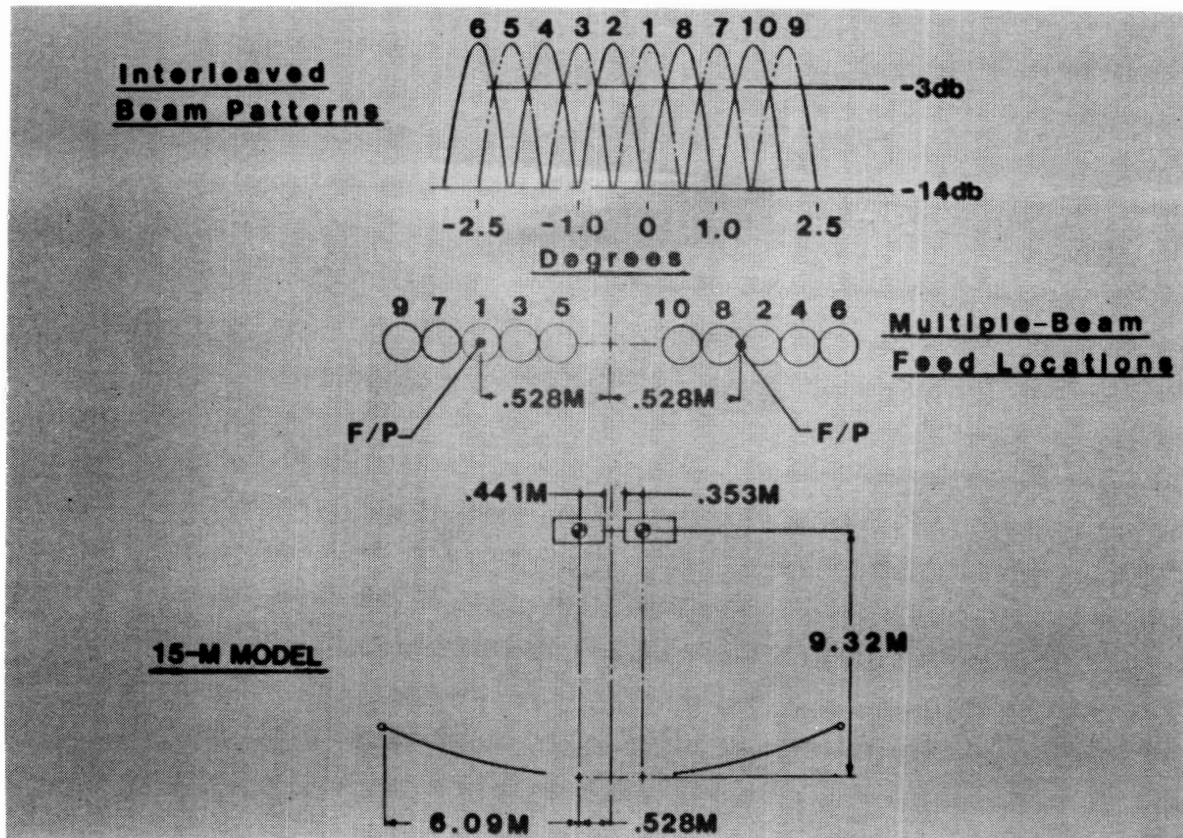 6 5 4 3 2 1 8 7 10 9
Interleaved
Beam Patterns
-3db
-14db
-2.5 -1.0 0 1.0 2.5
Degrees
9 7 1 3 5 10 8 2 4 6
Multiple-Beam
Feed Locations
.528M .528M
F/P F/P
.441M .353M
9.32M
15-M MODEL
6.09M .528M